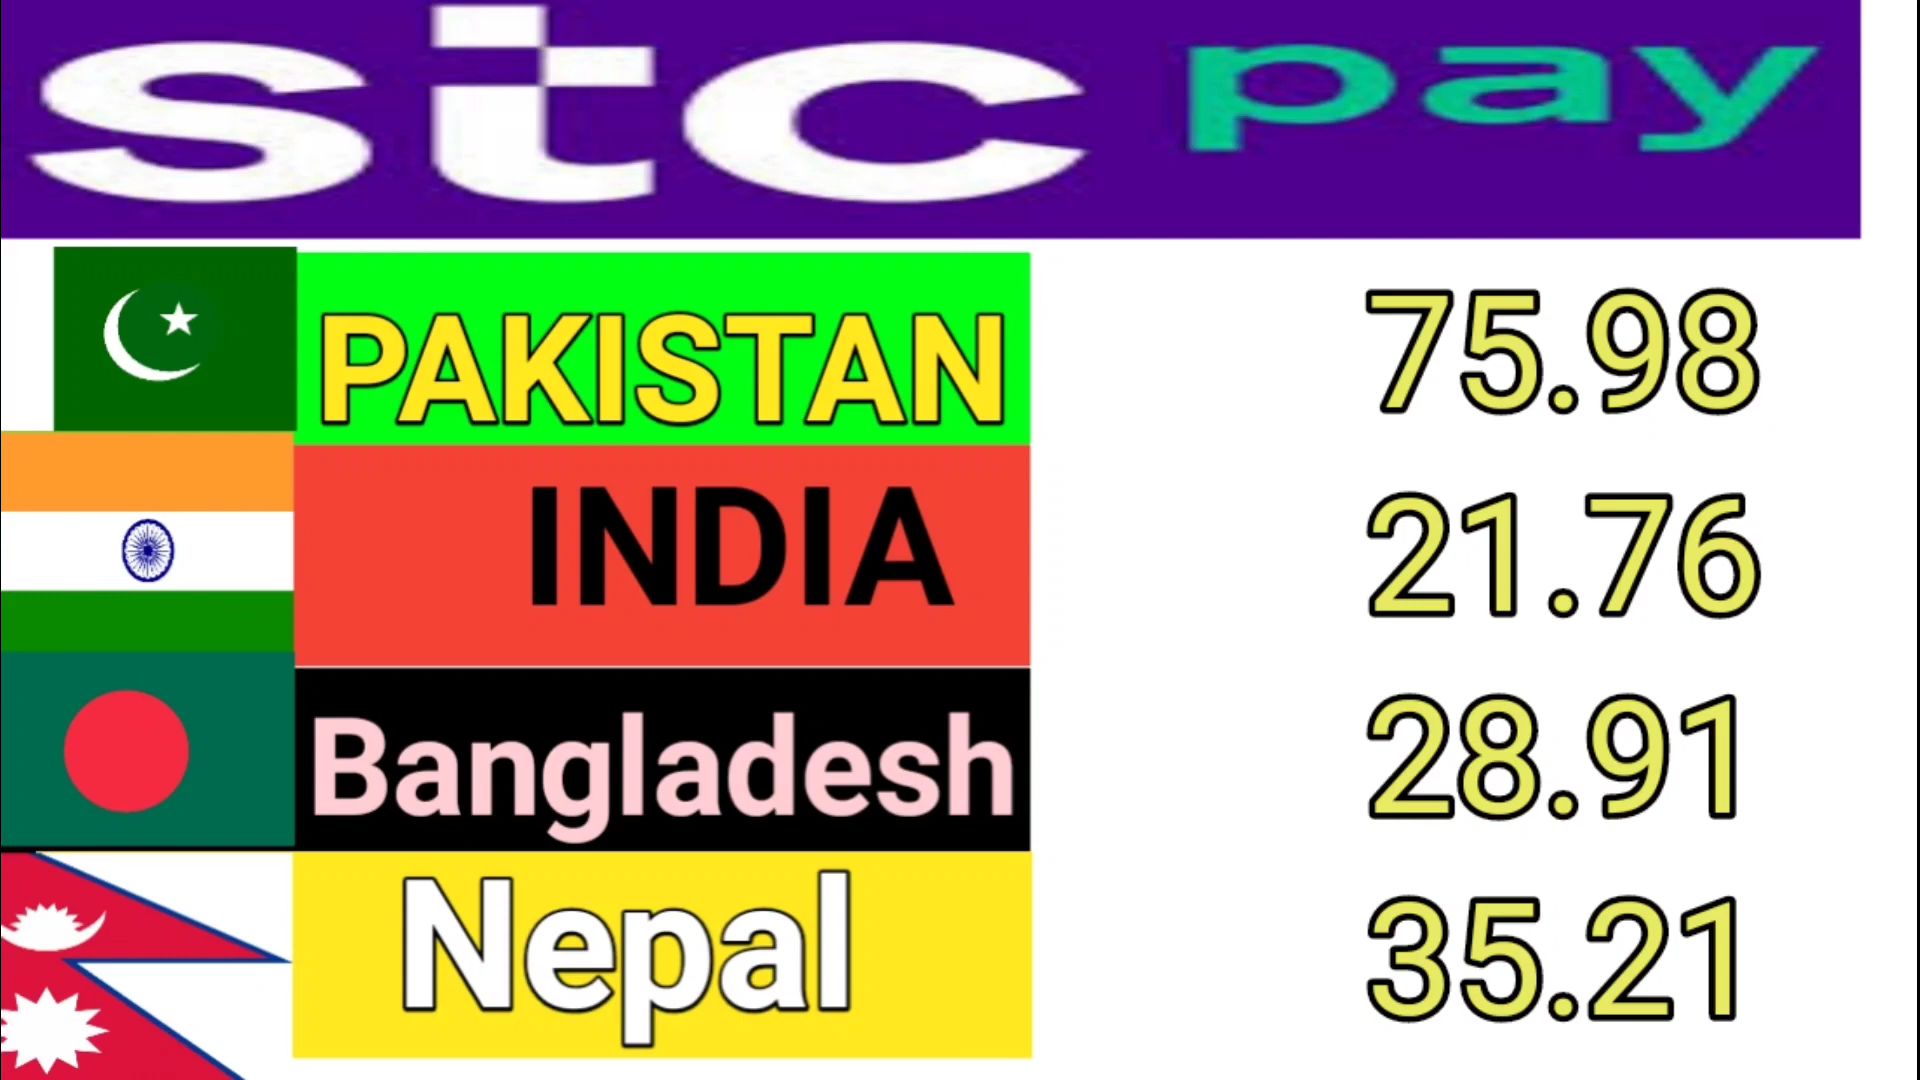 stc pay
PAKISTAN 75.98
INDIA 21.76
Bangladesh 28.91
Nepal 35.21